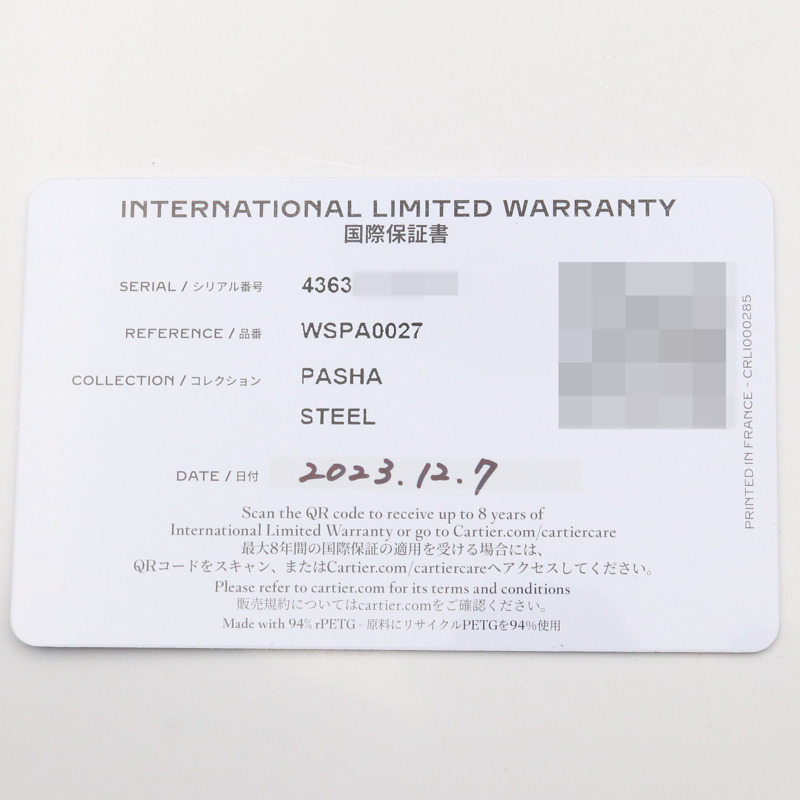 INTERNATIONAL LIMITED WARRANTY
国際保証書
SERIAL / シリアル番号 4363
REFERENCE / 品番 WSPA0027
COLLECTION / コレクション PASHA
STEEL
DATE / 日付 2023.12.7
Scan the QR code to receive up to 8 years of
International Limited Warranty or go to Cartier.com/cartiercare
最大8年間の国際保証の適用を受ける場合には、
QRコードをスキャン、またはCartier.com/cartiercareへアクセスしてください。
Please refer to cartier.com for its terms and conditions
販売規約についてはcartier.comをご確認ください。
Made with 94% rPETG - 原料にリサイクルPETGを94%使用
PRINTED IN FRANCE - CRLI000285